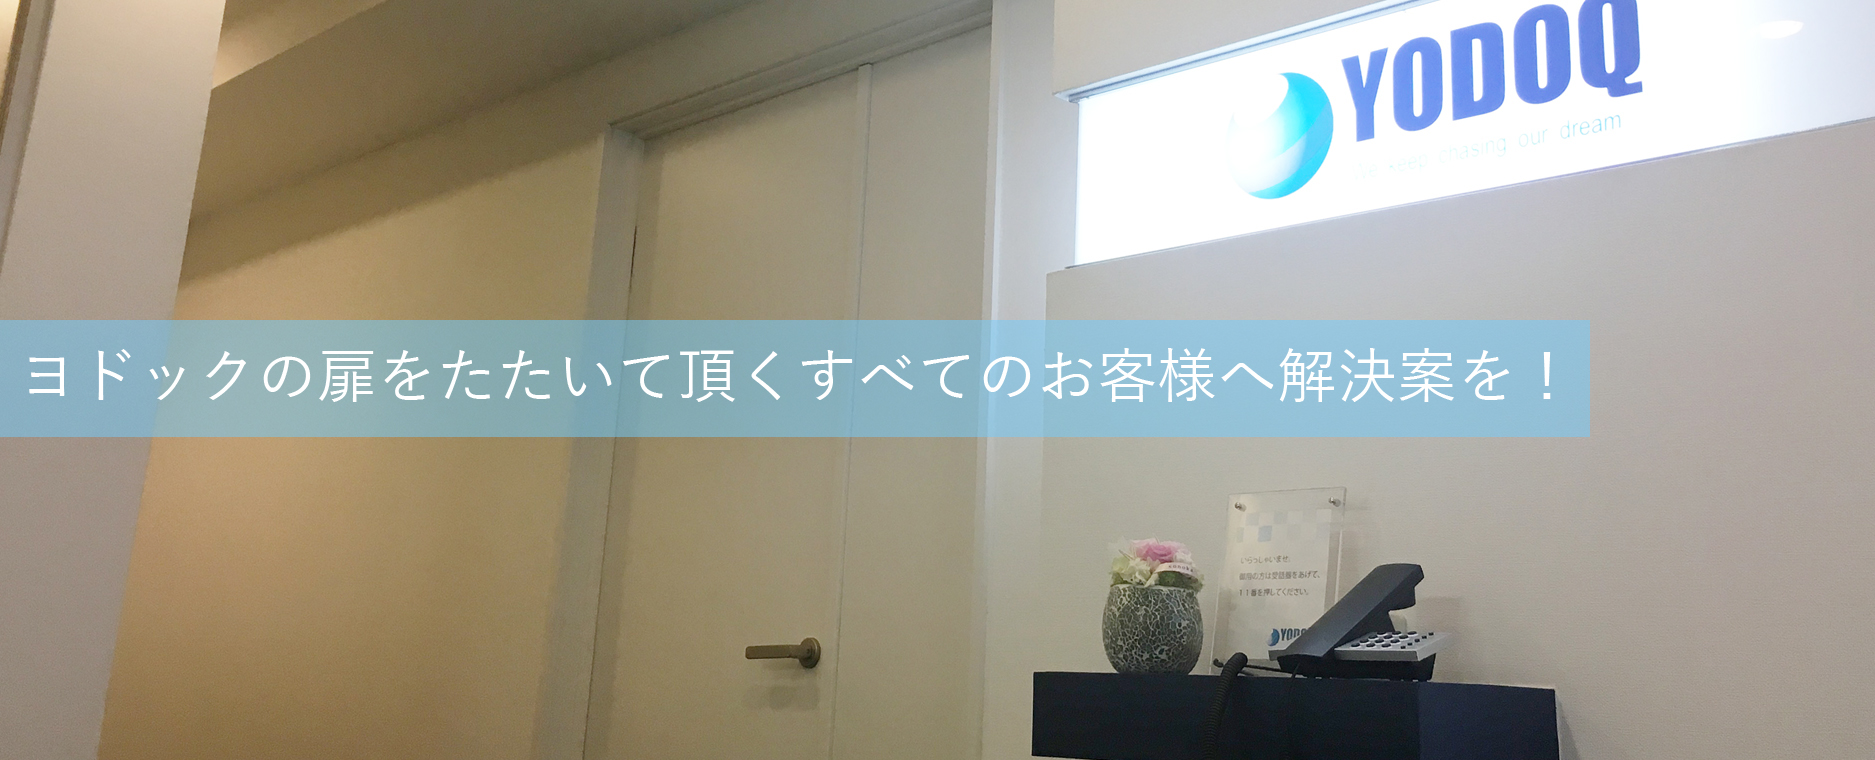 YODOQ
We keep chasing our dream
ヨドックの扉をたたいて頂くすべてのお客様へ解決案を！
いらっしゃいませ。
御用の方は受話器をあげて、
11番を押してください。
YODOQ